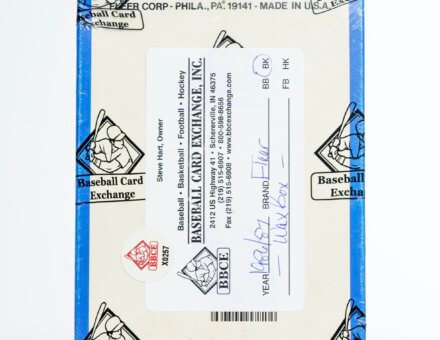 FLEER CORP - PHILA., PA. 19141 - MADE IN U.S.A.
Baseball Card
Exchange
Baseball Card
Exchange
Baseball
Excha
Steve Hart, Owner
Baseball • Basketball • Football • Hockey
BASEBALL CARD EXCHANGE, INC.
2412 US Highway 41 • Schererville, IN 46375
(219) 515-6907 • 800-598-8656
Fax (219) 515-6908 • www.bbcexchange.com
BBCE
YEAR 1986/87 BRAND Fleer BB BK
— Wax Box — FB HK
BBCE
X0257